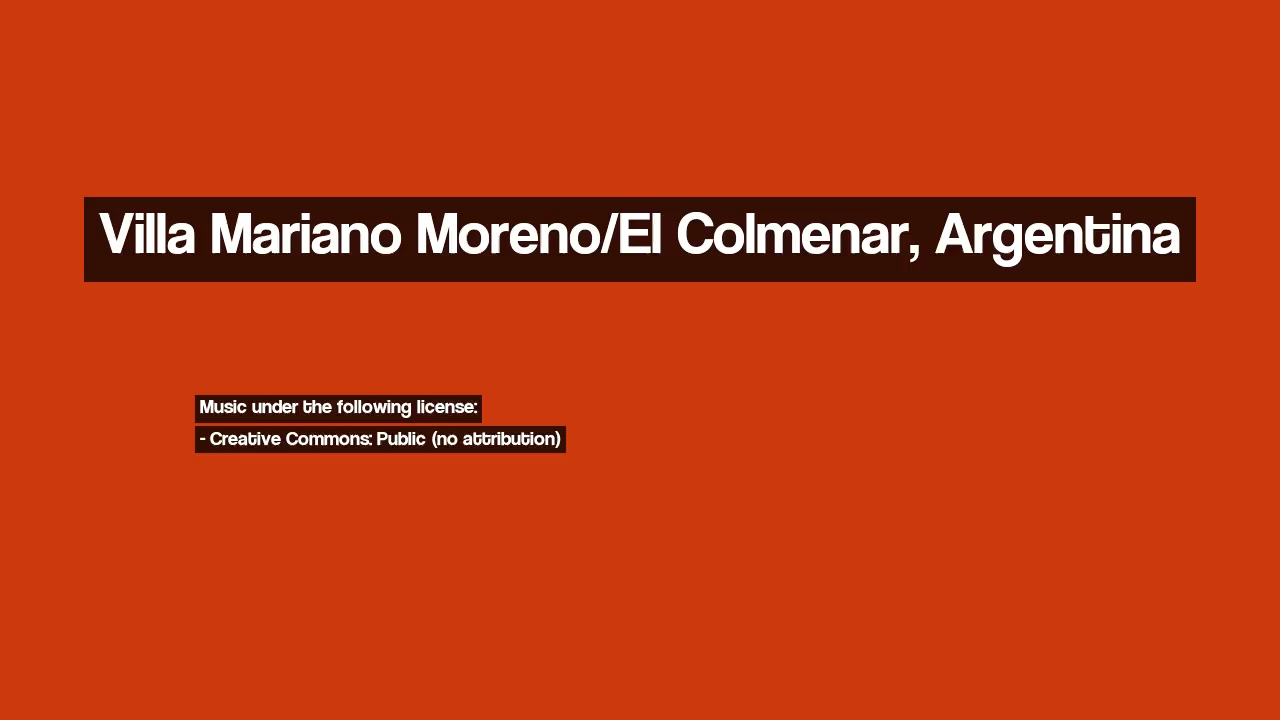 Villa Mariano Moreno/El Colmenar, Argentina
Music under the following license:
- Creative Commons: Public (no attribution)